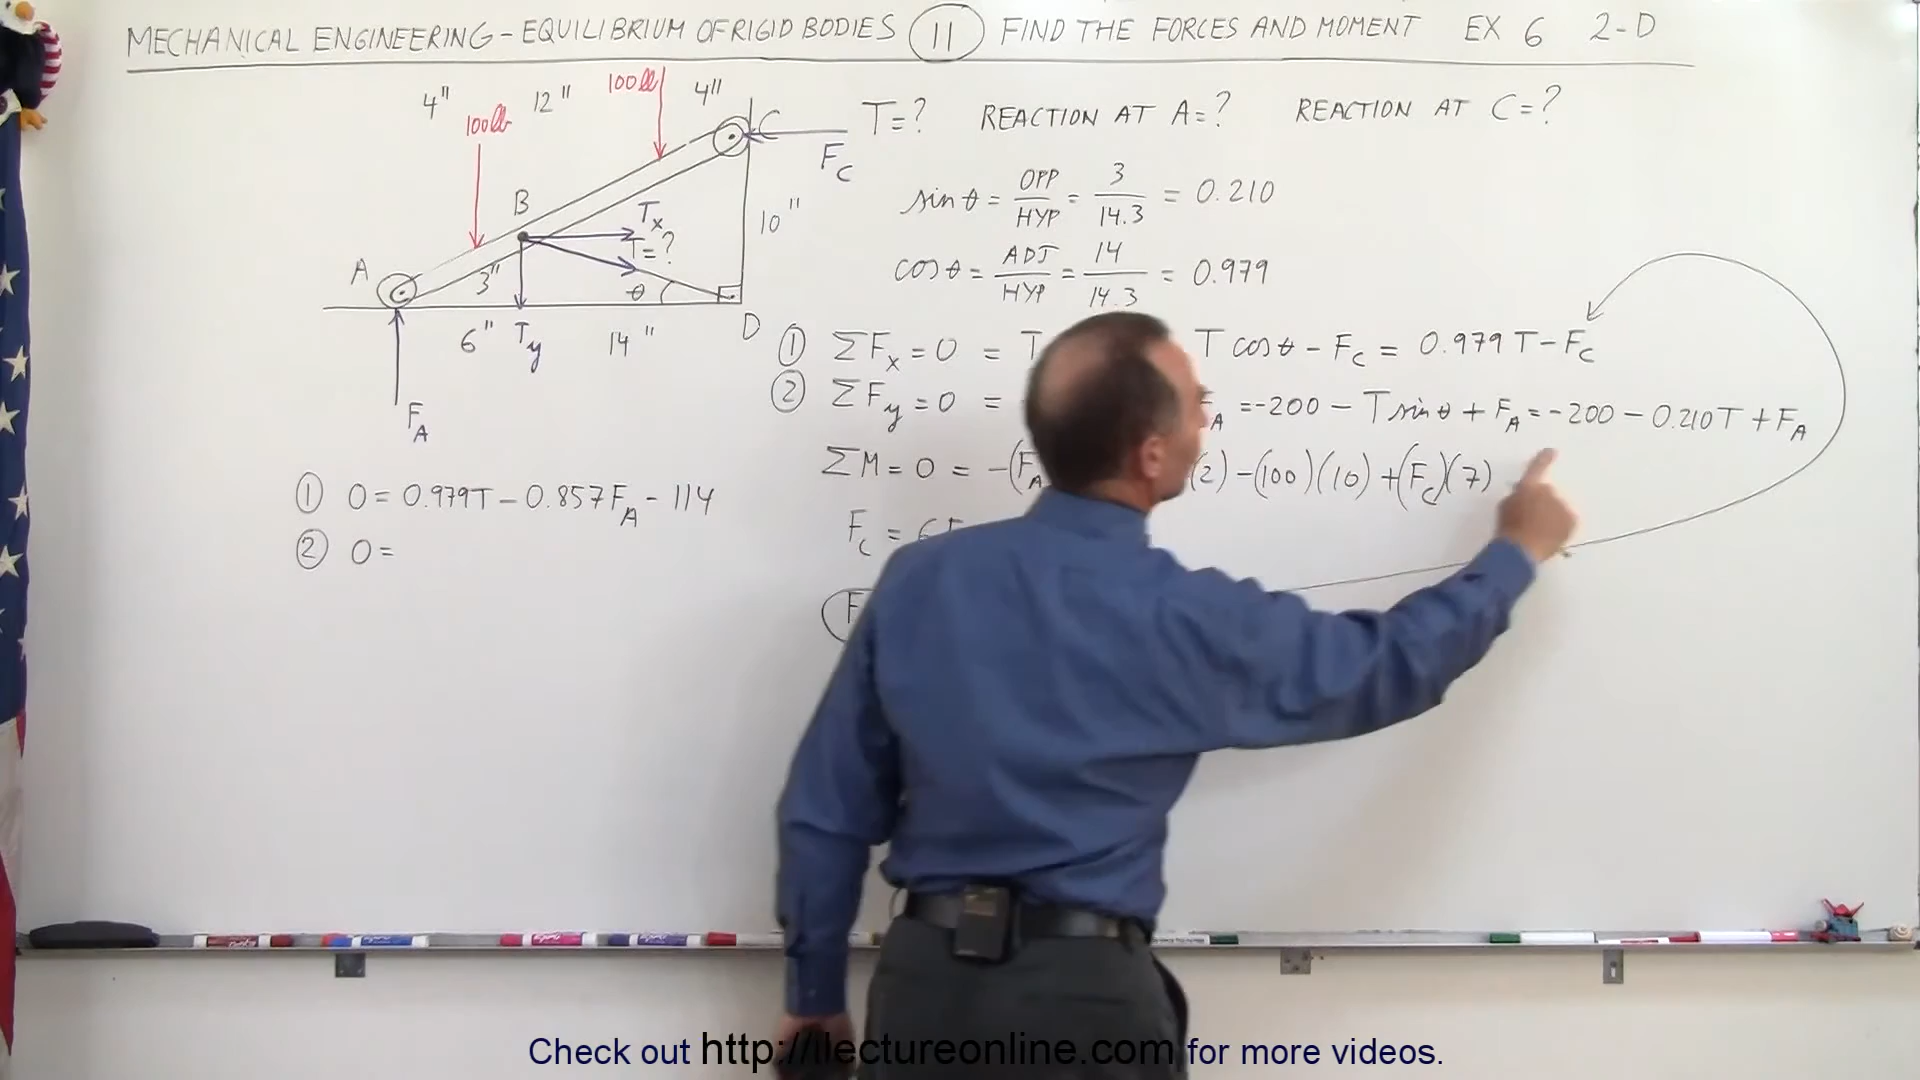 MECHANICAL ENGINEERING - EQUILIBRIUM OF RIGID BODIES 11 FIND THE FORCES AND MOMENT EX 6 2-D
4" 12" 100lb 4"
100lb
C
F_C
T=? REACTION AT A=? REACTION AT C=?
sin θ = OPP/HYP = 3/14.3 = 0.210
cos θ = ADJ/HYP = 14/14.3 = 0.979
B
T_x
T=?
10"
A
3"
θ
D
6" T_y 14"
F_A
① ΣF_x = 0 = T
T cos θ - F_C = 0.979 T - F_C
② ΣF_y = 0 =
F_A = -200 - T sin θ + F_A = -200 - 0.210T + F_A
ΣM = 0 = -(F_A
(2) - (100)(10) + (F_C)(7)
F_C = 6F
F
① 0 = 0.979T - 0.857F_A - 114
② 0 =
Check out http://ilectureonline.com for more videos.